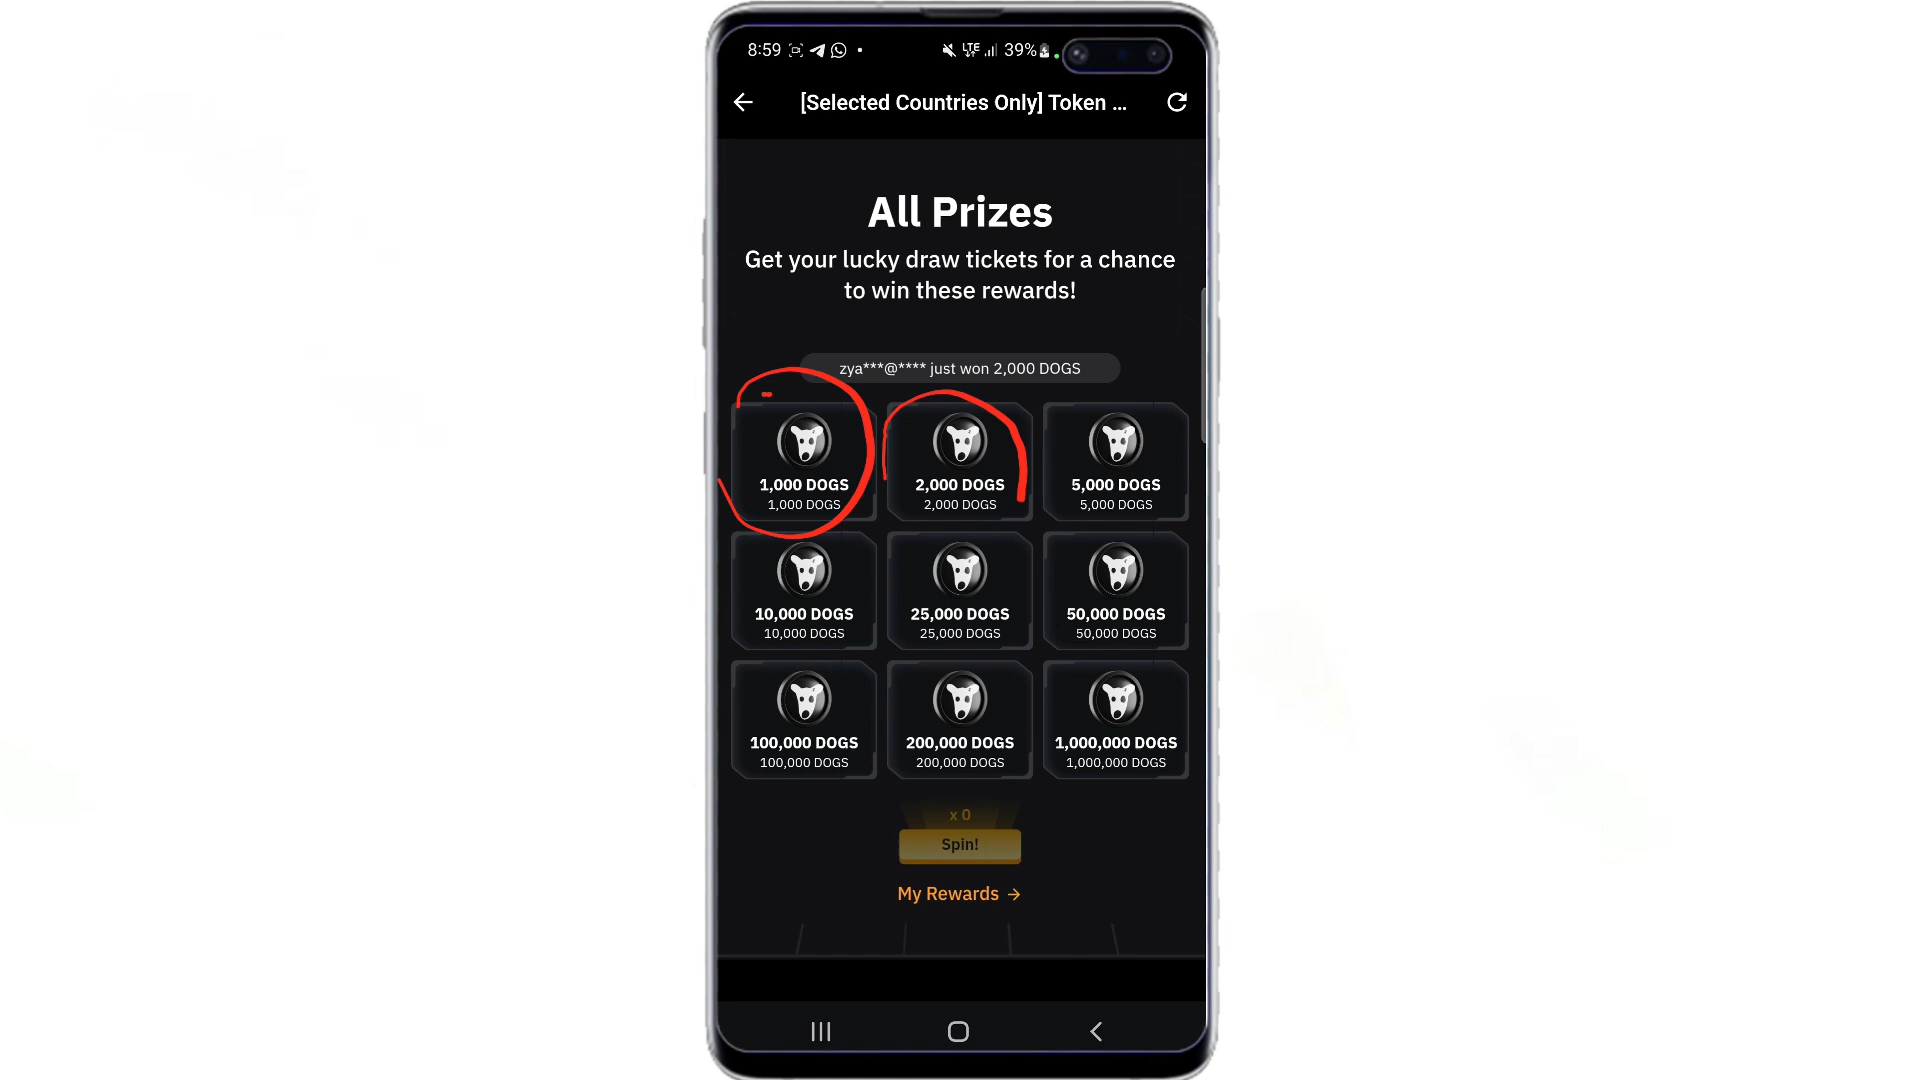 8:59
LTE
39%
[Selected Countries Only] Token ...
All Prizes
Get your lucky draw tickets for a chance
to win these rewards!
zya***@**** just won 2,000 DOGS
1,000 DOGS
1,000 DOGS
2,000 DOGS
2,000 DOGS
5,000 DOGS
5,000 DOGS
10,000 DOGS
10,000 DOGS
25,000 DOGS
25,000 DOGS
50,000 DOGS
50,000 DOGS
100,000 DOGS
100,000 DOGS
200,000 DOGS
200,000 DOGS
1,000,000 DOGS
1,000,000 DOGS
x 0
Spin!
My Rewards →